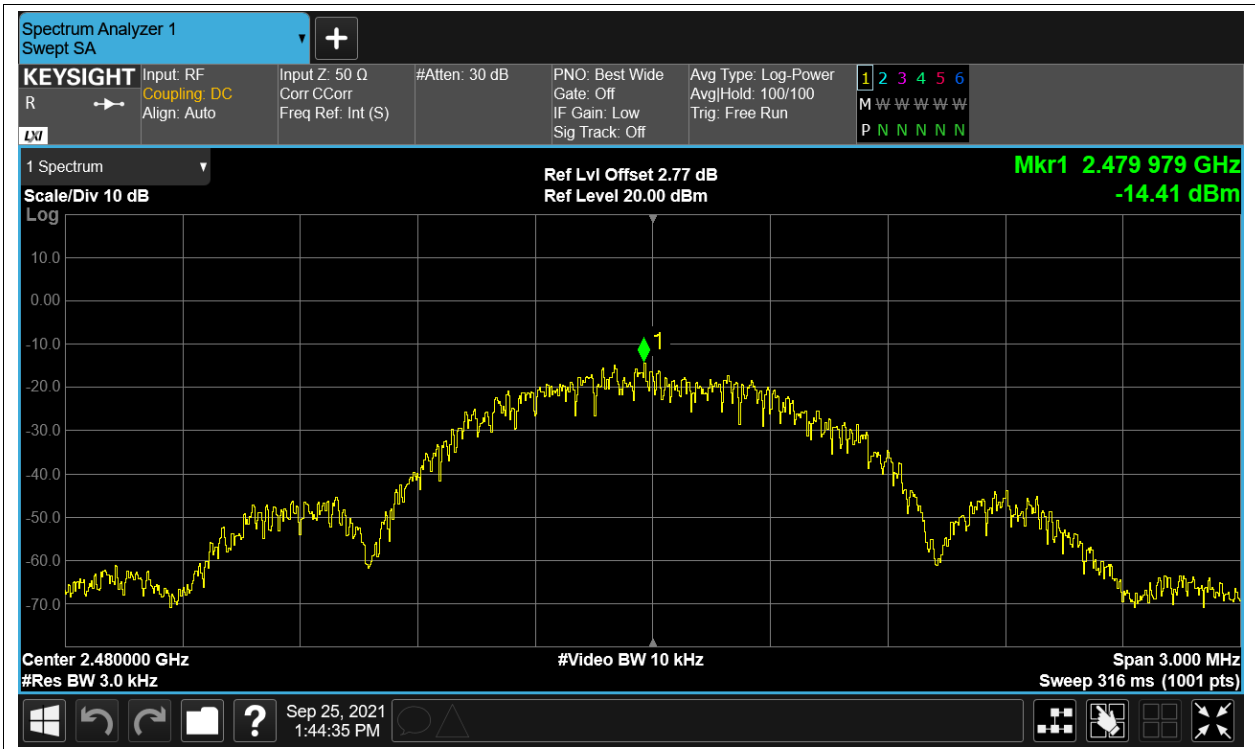 Spectrum Analyzer 1
Swept SA
KEYSIGHT
R
LXI
Input: RF
Coupling: DC
Align: Auto
Input Z: 50 Ω
Corr CCorr
Freq Ref: Int (S)
#Atten: 30 dB
PNO: Best Wide
Gate: Off
IF Gain: Low
Sig Track: Off
Avg Type: Log-Power
Avg|Hold: 100/100
Trig: Free Run
1 2 3 4 5 6
M W W W W W W
P N N N N N
1 Spectrum
Scale/Div 10 dB
Log
Ref Lvl Offset 2.77 dB
Ref Level 20.00 dBm
Mkr1 2.479 979 GHz
-14.41 dBm
10.0
0.00
-10.0
1
-20.0
-30.0
-40.0
-50.0
-60.0
-70.0
Center 2.480000 GHz
#Res BW 3.0 kHz
#Video BW 10 kHz
Span 3.000 MHz
Sweep 316 ms (1001 pts)
?
Sep 25, 2021
1:44:35 PM